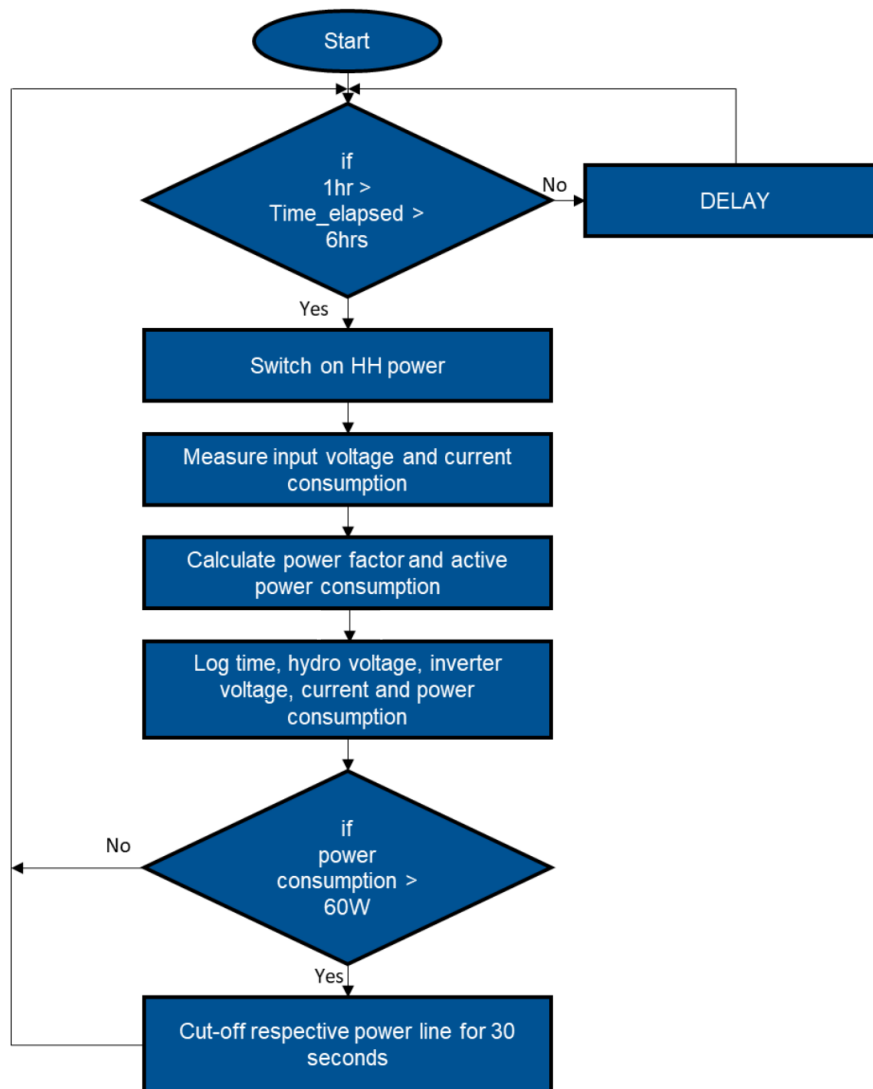 Start
if
1hr >
Time_elapsed >
6hrs
No
DELAY
Yes
Switch on HH power
Measure input voltage and current
consumption
Calculate power factor and active
power consumption
Log time, hydro voltage, inverter
voltage, current and power
consumption
No
if
power
consumption >
60W
Yes
Cut-off respective power line for 30
seconds